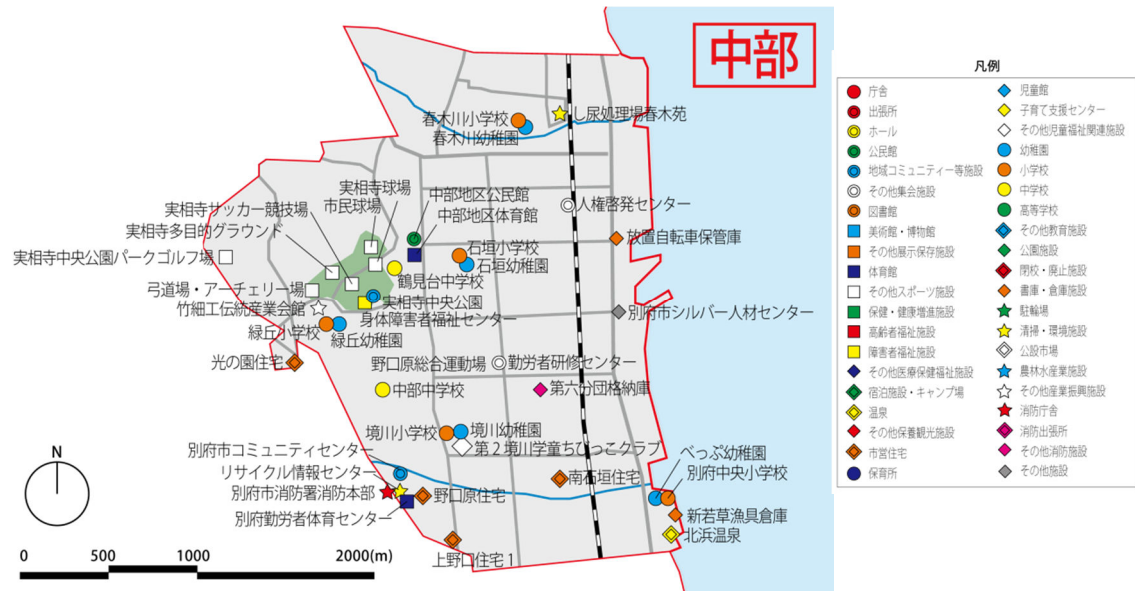 中部
春木川小学校
春木川幼稚園
し尿処理場春木苑
実相寺球場
市民球場
中部地区公民館
中部地区体育館
人権啓発センター
実相寺サッカー競技場
実相寺多目的グラウンド
実相寺中央公園パークゴルフ場
石垣小学校
石垣幼稚園
放置自転車保管庫
鶴見台中学校
弓道場・アーチェリー場
竹細工伝統産業会館
実相寺中央公園
身体障害者福祉センター
別府市シルバー人材センター
緑丘小学校
緑丘幼稚園
光の園住宅
野口原総合運動場
勤労者研修センター
中部中学校
第六分団格納庫
境川小学校
境川幼稚園
第2境川学童ちびっこクラブ
別府市コミュニティセンター
リサイクル情報センター
別府市消防署消防本部
野口原住宅
別府勤労者体育センター
南石垣住宅
べっぷ幼稚園
別府中央小学校
新若草漁具倉庫
北浜温泉
上野口住宅1
N
0 500 1000 2000(m)
凡例
庁舎
出張所
ホール
公民館
地域コミュニティー等施設
その他集会施設
図書館
美術館・博物館
その他展示保存施設
体育館
その他スポーツ施設
保健・健康増進施設
高齢者福祉施設
障害者福祉施設
その他医療保健福祉施設
宿泊施設・キャンプ場
温泉
その他保養観光施設
市営住宅
保育所
児童館
子育て支援センター
その他児童福祉関連施設
幼稚園
小学校
中学校
高等学校
その他教育施設
公園施設
閉校・廃止施設
書庫・倉庫施設
駐輪場
清掃・環境施設
公設市場
農林水産業施設
その他産業振興施設
消防庁舎
消防出張所
その他消防施設
その他施設